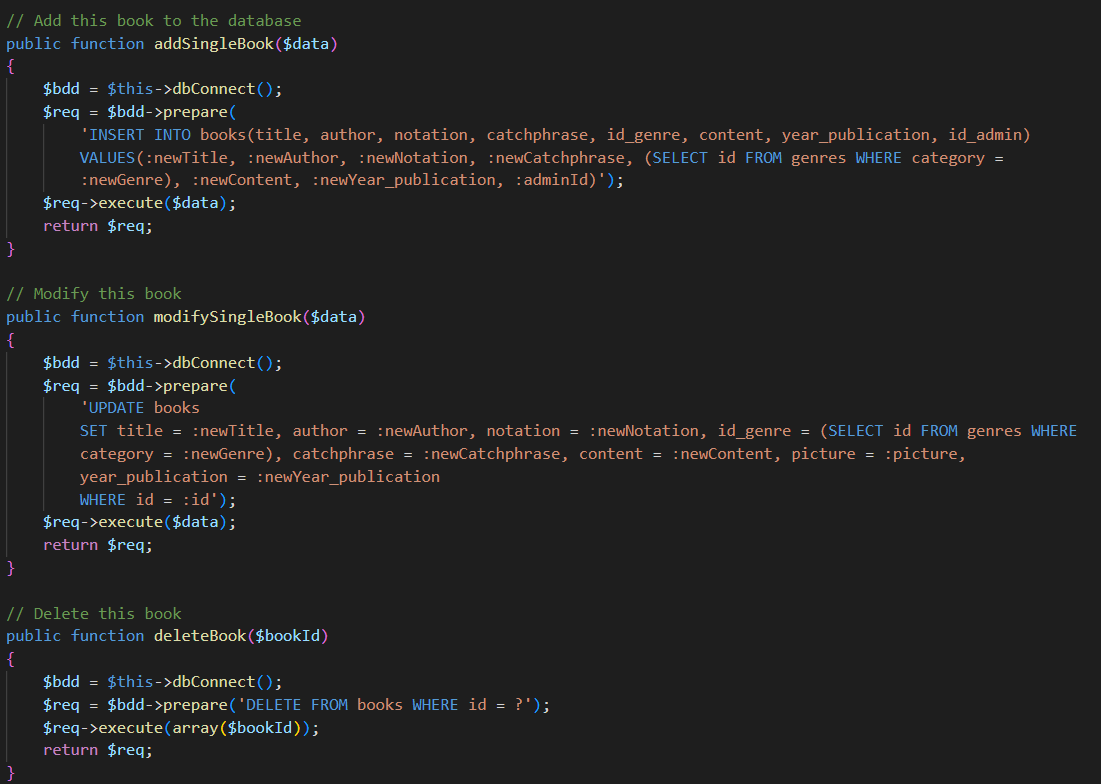 // Add this book to the database
public function addSingleBook($data)
{
    $bdd = $this->dbConnect();
    $req = $bdd->prepare(
        'INSERT INTO books(title, author, notation, catchphrase, id_genre, content, year_publication, id_admin)
        VALUES(:newTitle, :newAuthor, :newNotation, :newCatchphrase, (SELECT id FROM genres WHERE category =
        :newGenre), :newContent, :newYear_publication, :adminId)');
    $req->execute($data);
    return $req;
}

// Modify this book
public function modifySingleBook($data)
{
    $bdd = $this->dbConnect();
    $req = $bdd->prepare(
        'UPDATE books
        SET title = :newTitle, author = :newAuthor, notation = :newNotation, id_genre = (SELECT id FROM genres WHERE
        category = :newGenre), catchphrase = :newCatchphrase, content = :newContent, picture = :picture,
        year_publication = :newYear_publication
        WHERE id = :id');
    $req->execute($data);
    return $req;
}

// Delete this book
public function deleteBook($bookId)
{
    $bdd = $this->dbConnect();
    $req = $bdd->prepare('DELETE FROM books WHERE id = ?');
    $req->execute(array($bookId));
    return $req;
}